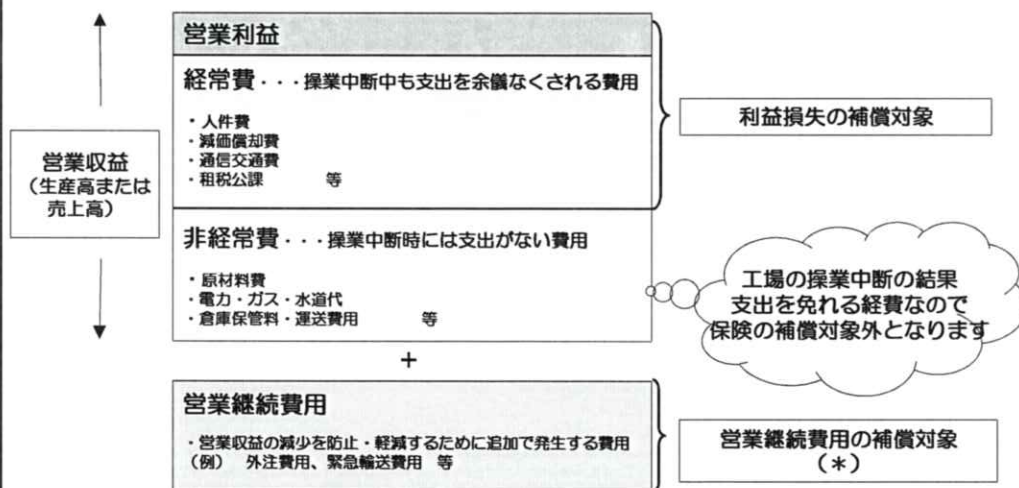 営業収益
（生産高または
売上高）
営業利益
経常費・・・操業中断中も支出を余儀なくされる費用
・人件費
・減価償却費
・通信交通費
・租税公課　　　等
利益損失の補償対象
非経常費・・・操業中断時には支出がない費用
・原材料費
・電力・ガス・水道代
・倉庫保管料・運送費用　　　等
工場の操業中断の結果
支出を免れる経費なので
保険の補償対象外となります
+
営業継続費用
・営業収益の減少を防止・軽減するために追加で発生する費用
（例）　外注費用、緊急輸送費用　等
営業継続費用の補償対象
（＊）